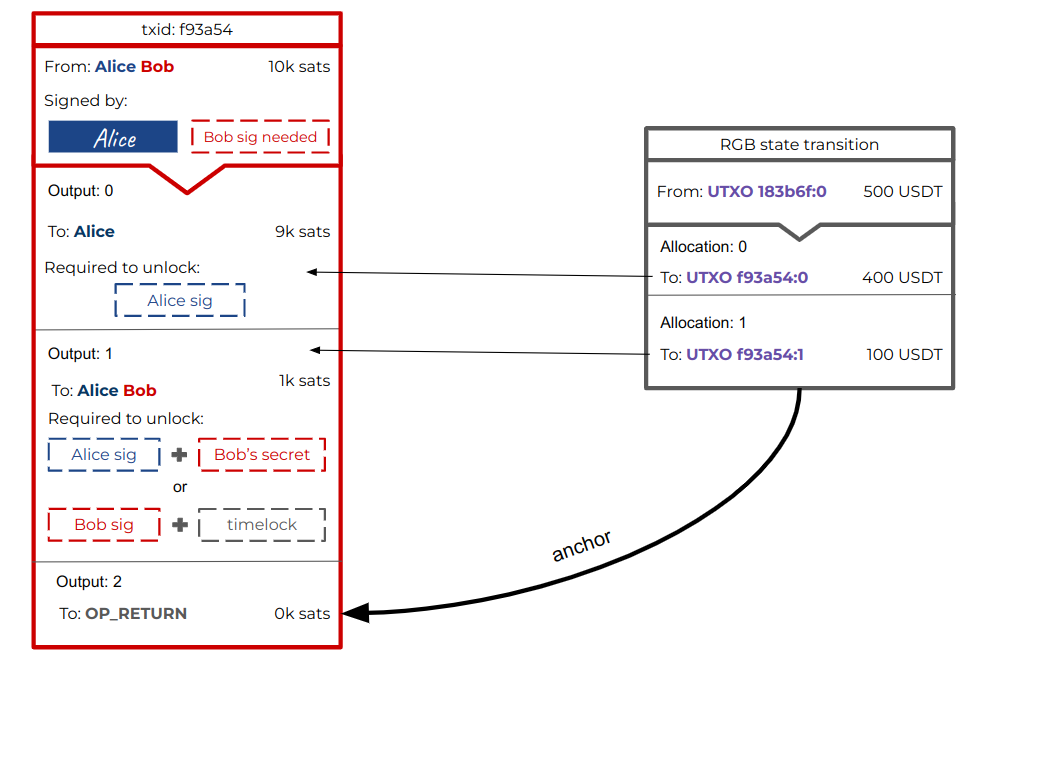 txid: f93a54
From: Alice Bob 10k sats
Signed by:
Alice Bob sig needed
Output: 0
To: Alice 9k sats
Required to unlock:
Alice sig
Output: 1
1k sats
To: Alice Bob
Required to unlock:
Alice sig + Bob's secret
or
Bob sig + timelock
Output: 2
To: OP_RETURN 0k sats
RGB state transition
From: UTXO 183b6f:0 500 USDT
Allocation: 0
To: UTXO f93a54:0 400 USDT
Allocation: 1
To: UTXO f93a54:1 100 USDT
anchor